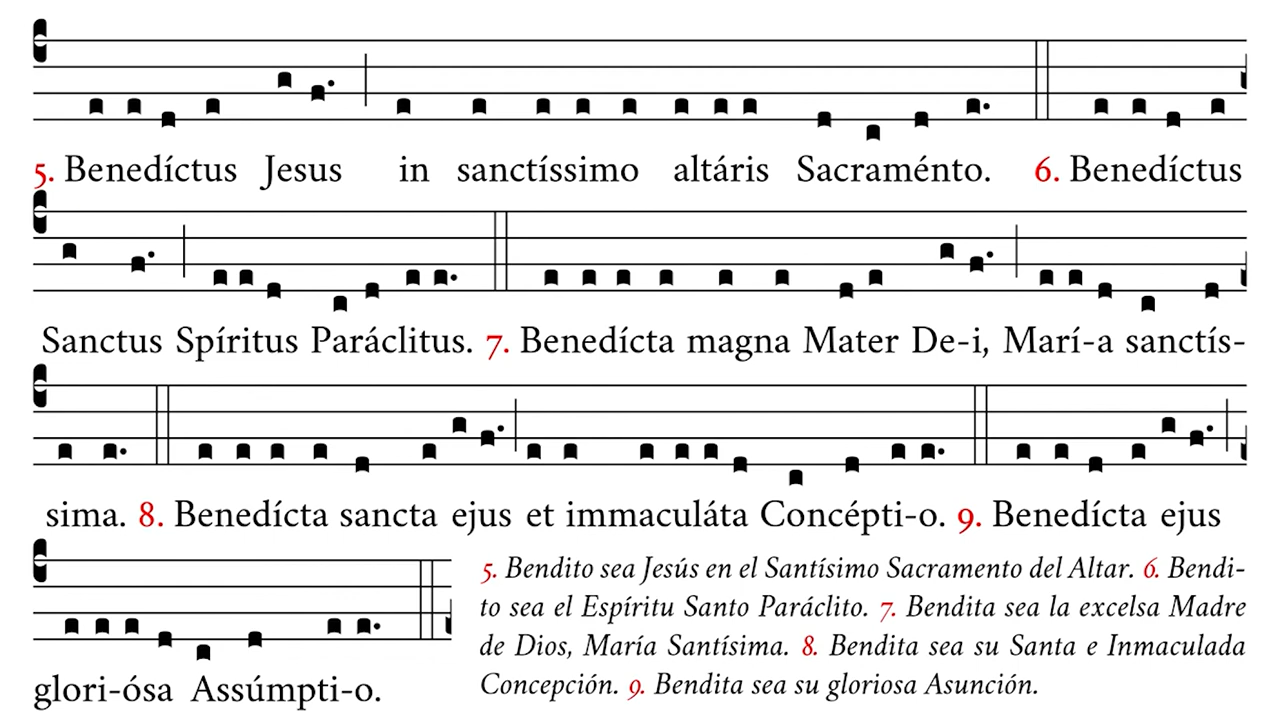 5. Benedíctus Jesus in sanctíssimo altáris Sacraménto. 6. Benedíctus
Sanctus Spíritus Paráclitus. 7. Benedícta magna Mater De-i, Marí-a sanctís-
sima. 8. Benedícta sancta ejus et immaculáta Concépti-o. 9. Benedícta ejus
glori-ósa Assúmpti-o.
5. Bendito sea Jesús en el Santísimo Sacramento del Altar. 6. Bendi-
to sea el Espíritu Santo Paráclito. 7. Bendita sea la excelsa Madre
de Dios, María Santísima. 8. Bendita sea su Santa e Inmaculada
Concepción. 9. Bendita sea su gloriosa Asunción.